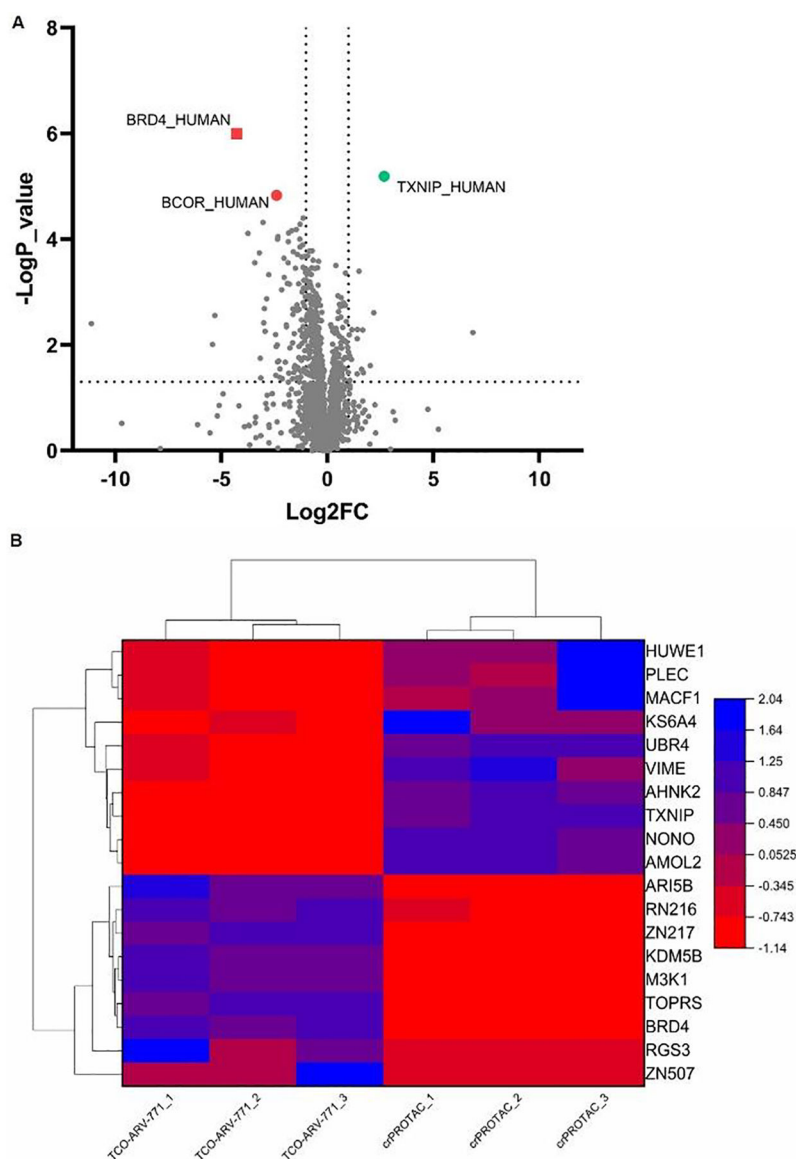 A
8
6
4
2
0
-LogP_value
BRD4_HUMAN
BCOR_HUMAN
TXNIP_HUMAN
-10
-5
0
5
10
Log2FC
B
HUWE1
PLEC
MACF1
KS6A4
UBR4
VIME
AHNK2
TXNIP
NONO
AMOL2
ARI5B
RN216
ZN217
KDM5B
M3K1
TOPRS
BRD4
RGS3
ZN507
2.04
1.64
1.25
0.847
0.450
0.0525
-0.345
-0.743
-1.14
TCO-ARV-771_1
TCO-ARV-771_2
TCO-ARV-771_3
crPROTAC_1
crPROTAC_2
crPROTAC_3